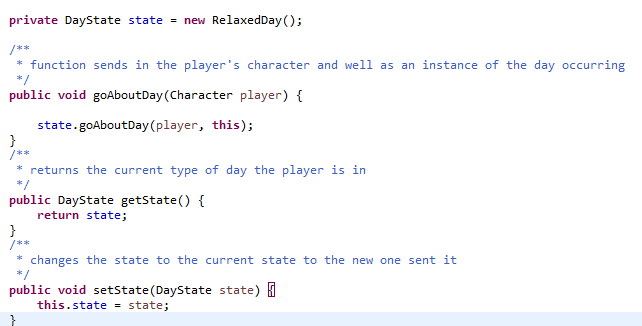 private DayState state = new RelaxedDay();
/**
* function sends in the player's character and well as an instance of the day occurring
*/
public void goAboutDay(Character player) {
state.goAboutDay(player, this);
}
/**
* returns the current type of day the player is in
*/
public DayState getState() {
return state;
}
/**
* changes the state to the current state to the new one sent it
*/
public void setState(DayState state) {
this.state = state;
}